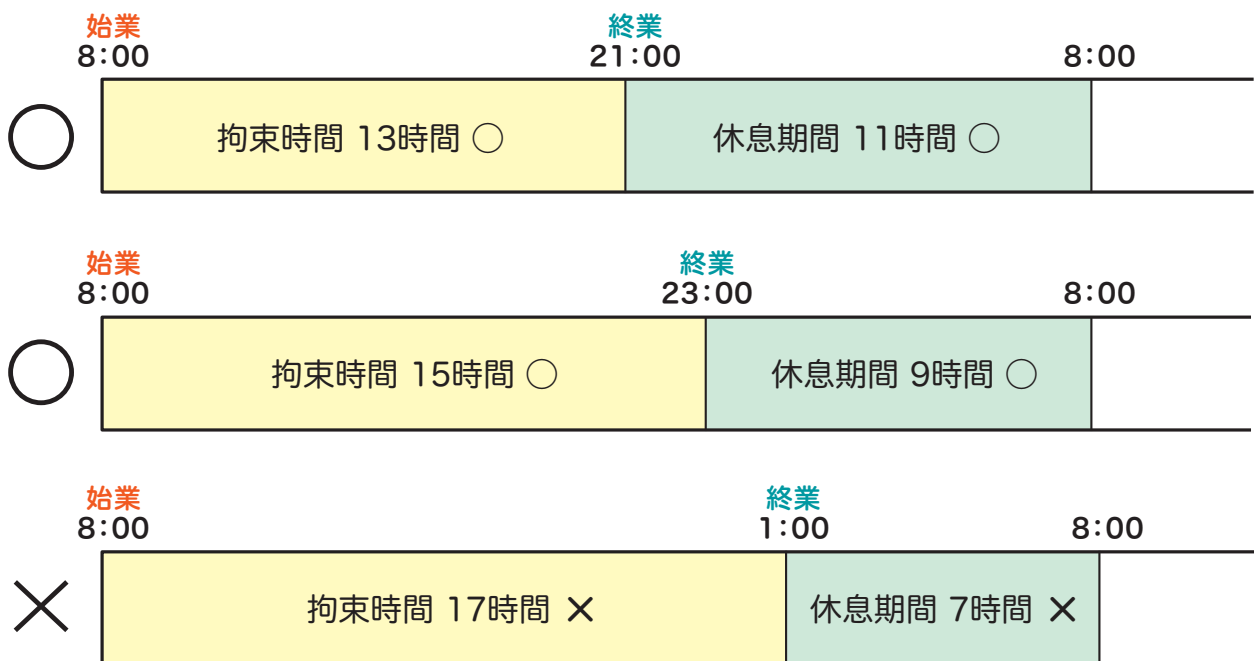 始業 終業
8:00 21:00 8:00
○ 拘束時間 13時間 ○ 休息期間 11時間 ○
始業 終業
8:00 23:00 8:00
○ 拘束時間 15時間 ○ 休息期間 9時間 ○
始業 終業
8:00 1:00 8:00
× 拘束時間 17時間 × 休息期間 7時間 ×